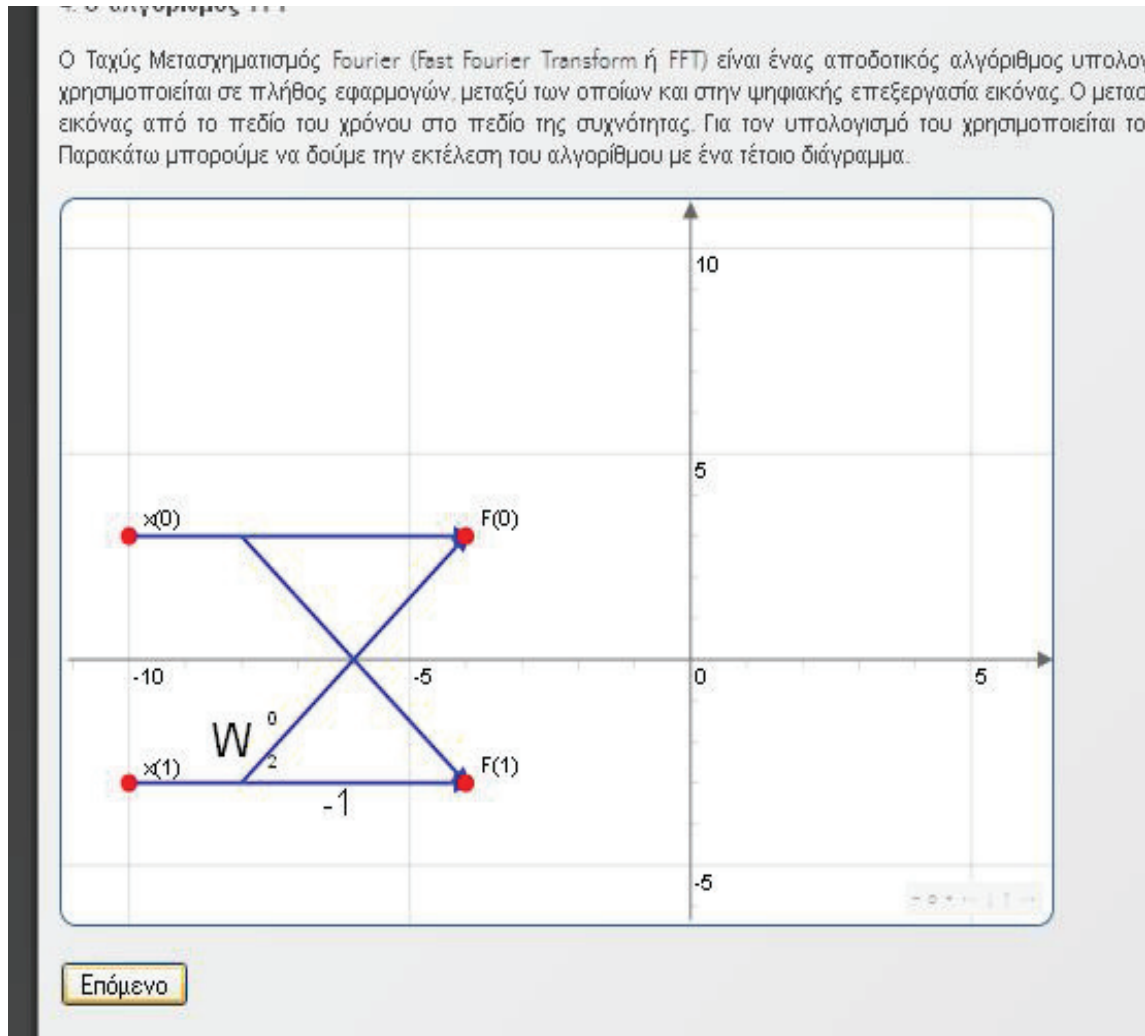 4. Ο αλγόριθμος FFT
Ο Ταχύς Μετασχηματισμός Fourier (Fast Fourier Transform ή FFT) είναι ένας αποδοτικός αλγόριθμος
χρησιμοποιείται σε πλήθος εφαρμογών, μεταξύ των οποίων και στην ψηφιακής επεξεργασία εικόνας. Ο
εικόνας από το πεδίο του χρόνου στο πεδίο της συχνότητας. Για τον υπολογισμό του χρησιμοποιείται το
Παρακάτω μπορούμε να δούμε την εκτέλεση του αλγορίθμου με ένα τέτοιο διάγραμμα.
10
5
x(0) F(0)
-10 -5 0 5
W 0 2
x(1) F(1)
-1
-5
Επόμενο